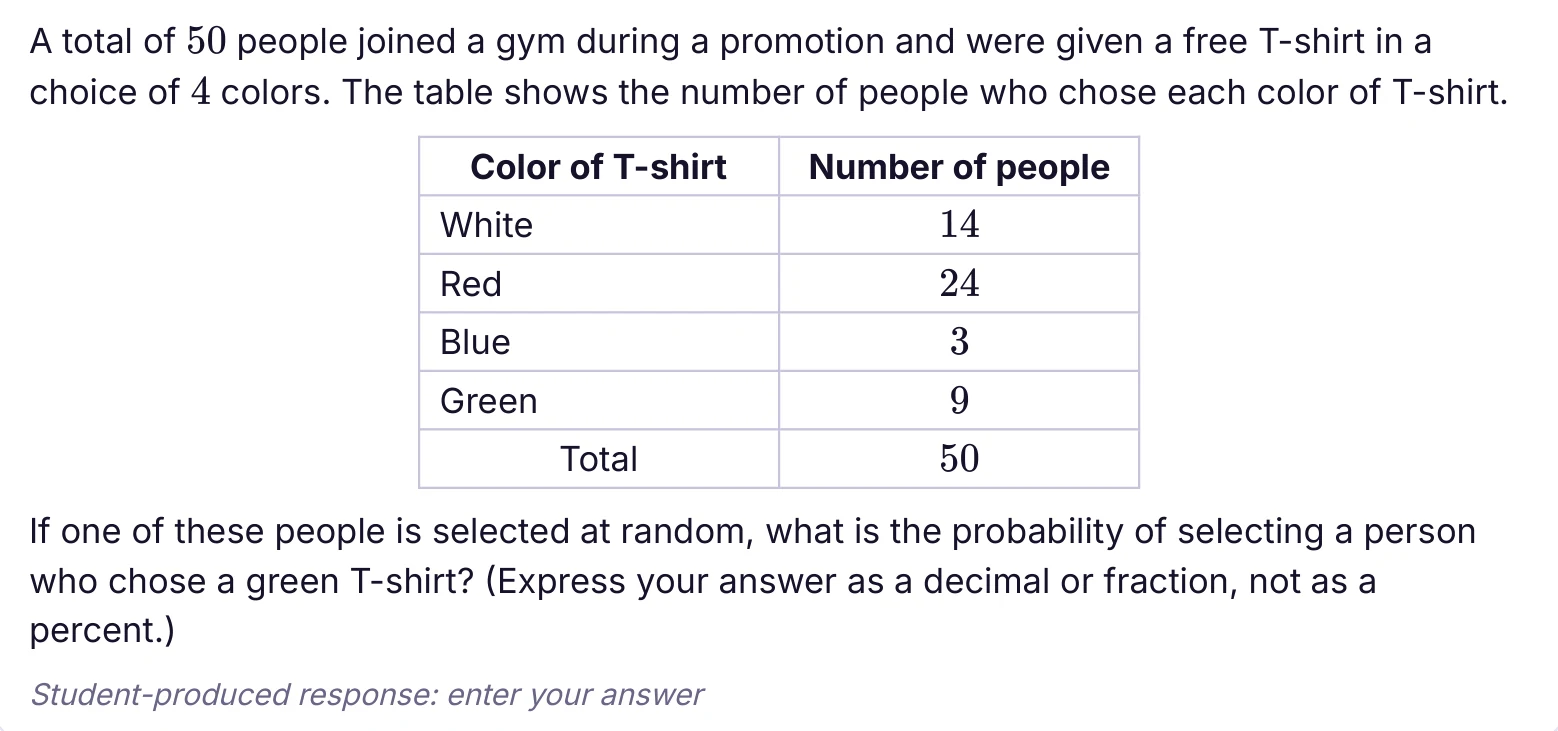 A total of 50 people joined a gym during a promotion and were given a free T-shirt in a
choice of 4 colors. The table shows the number of people who chose each color of T-shirt.
Color of T-shirt Number of people
White 14
Red 24
Blue 3
Green 9
Total 50
If one of these people is selected at random, what is the probability of selecting a person
who chose a green T-shirt? (Express your answer as a decimal or fraction, not as a
percent.)
Student-produced response: enter your answer